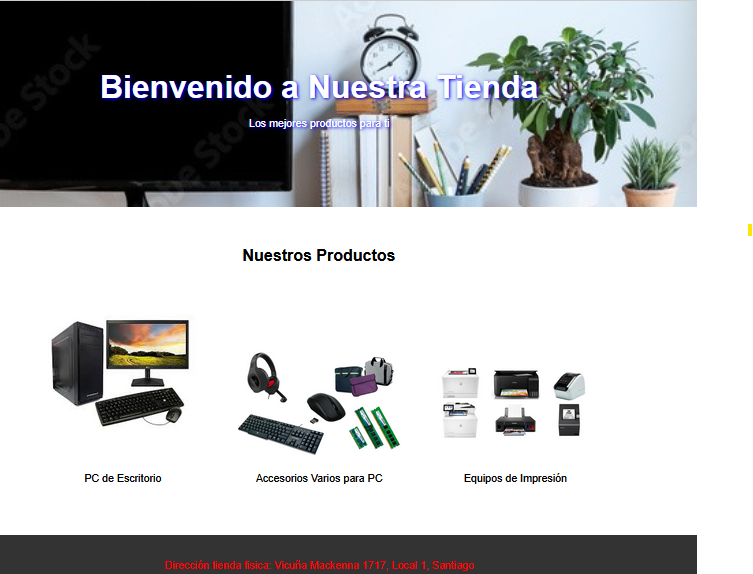 Bienvenido a Nuestra Tienda
Los mejores productos para ti
Nuestros Productos
PC de Escritorio
Accesorios Varios para PC
Equipos de Impresión
Dirección tienda fisica: Vicuña Mackenna 1717, Local 1, Santiago